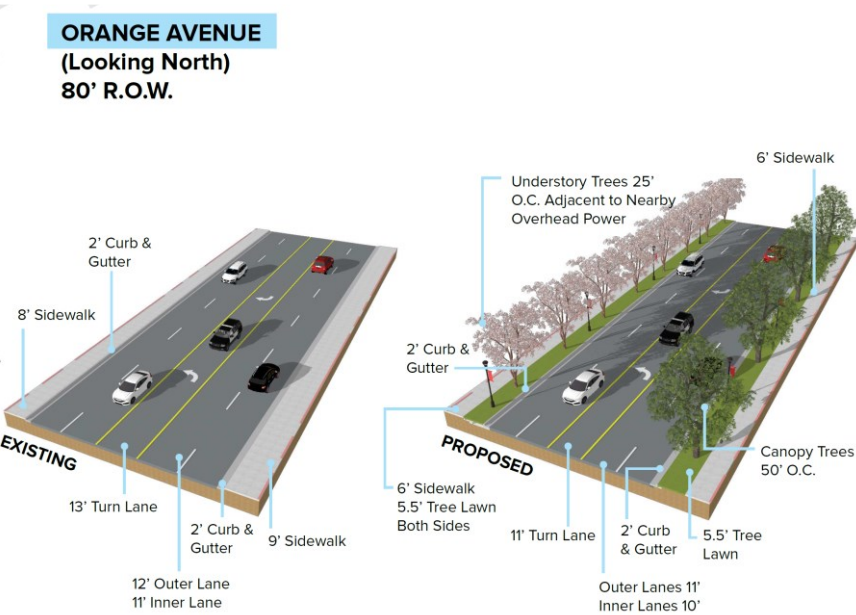 ORANGE AVENUE
(Looking North)
80’ R.O.W.
2’ Curb &
Gutter
8’ Sidewalk
EXISTING
13’ Turn Lane
2’ Curb &
Gutter
9’ Sidewalk
12’ Outer Lane
11’ Inner Lane
6’ Sidewalk
Understory Trees 25’
O.C. Adjacent to Nearby
Overhead Power
2’ Curb &
Gutter
PROPOSED
Canopy Trees
50’ O.C.
6’ Sidewalk
5.5’ Tree Lawn
Both Sides
11’ Turn Lane
2’ Curb
& Gutter
5.5’ Tree
Lawn
Outer Lanes 11’
Inner Lanes 10’